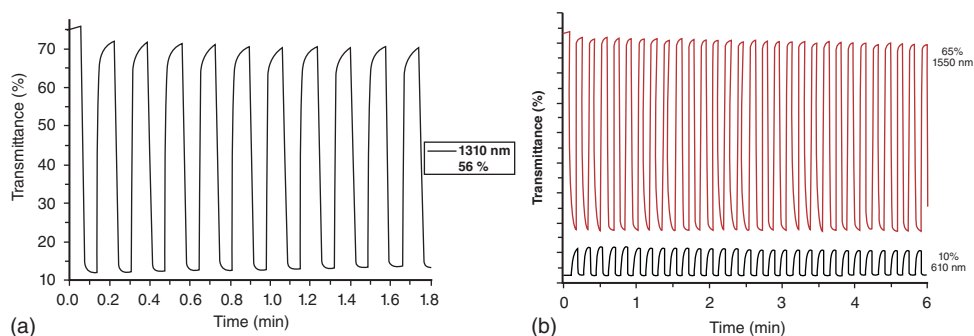 70
60
50
40
30
20
10
Transmittance (%)
0.0 0.2 0.4 0.6 0.8 1.0 1.2 1.4 1.6 1.8
Time (min)
1310 nm
56 %
(a)
Transmittance (%)
65%
1550 nm
10%
610 nm
0 1 2 3 4 5 6
Time (min)
(b)